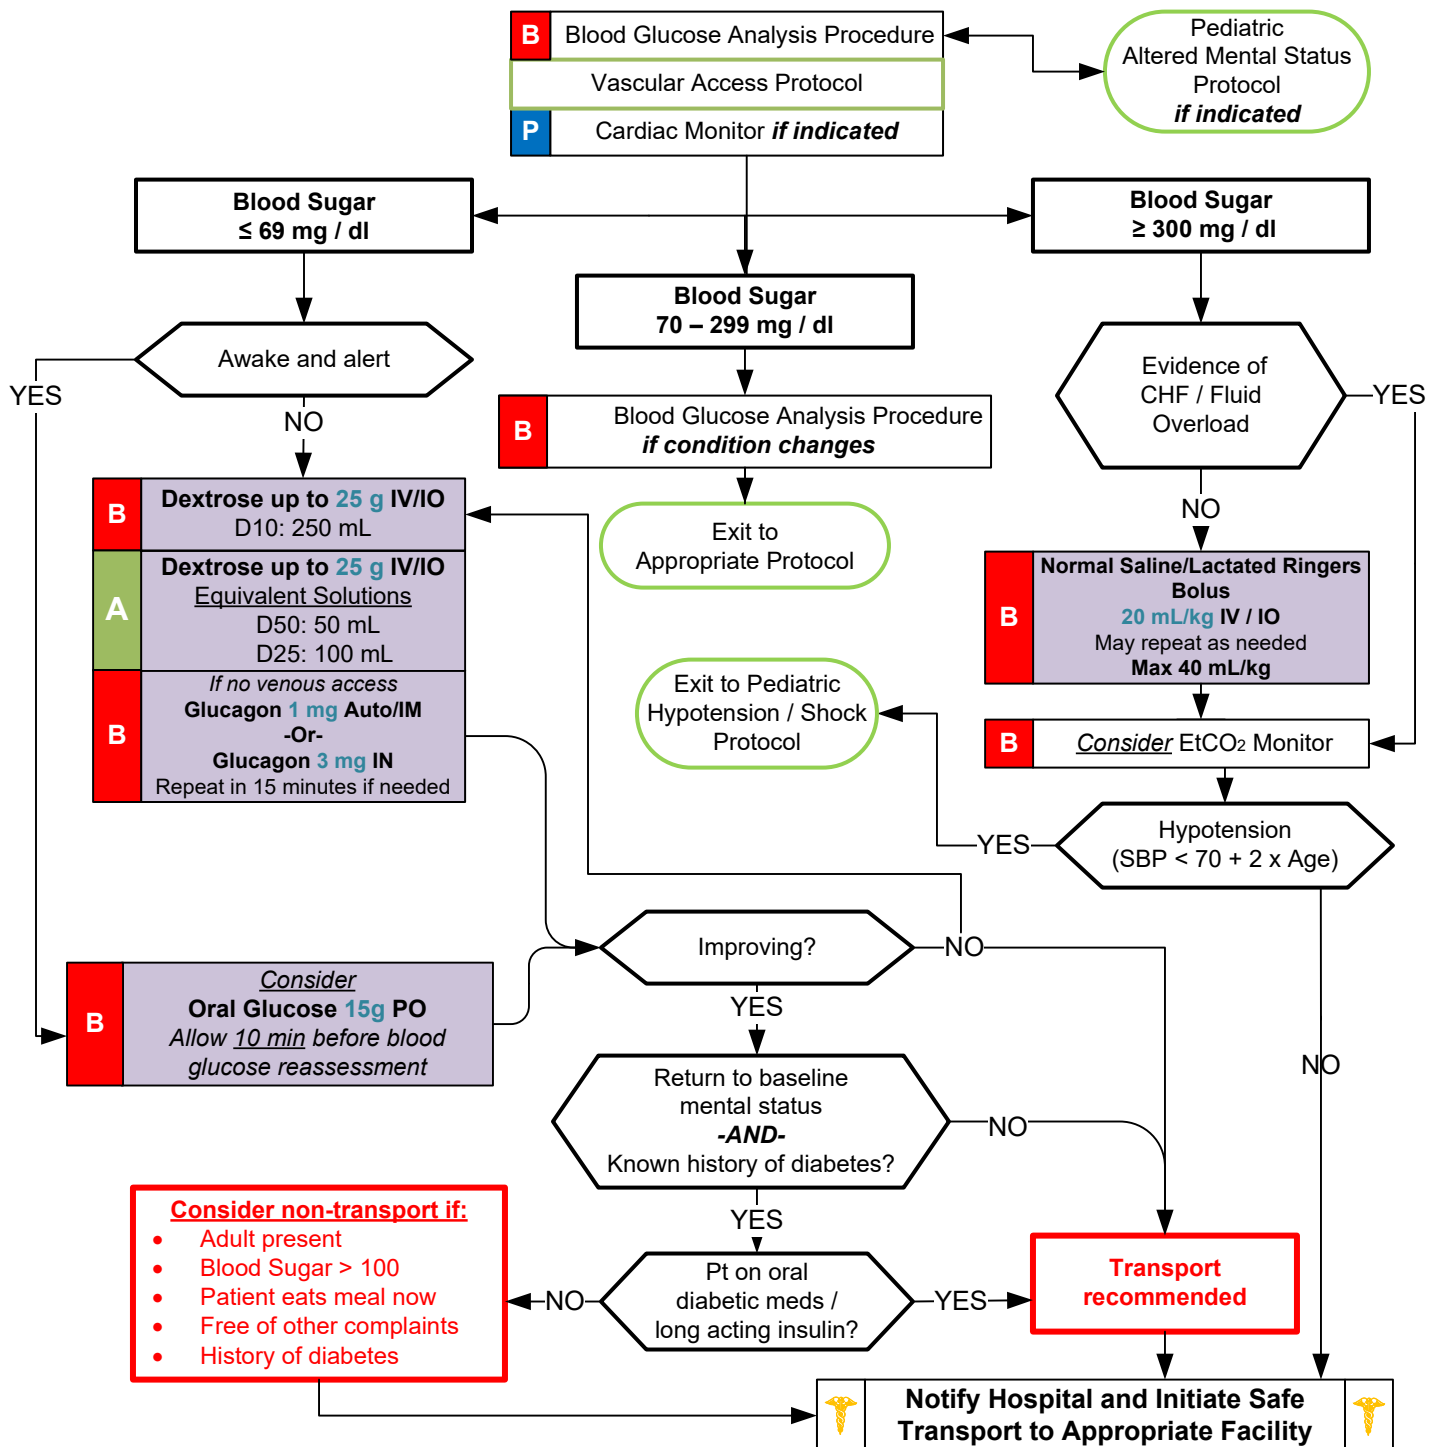 B Blood Glucose Analysis Procedure
Vascular Access Protocol
P Cardiac Monitor if indicated
Pediatric
Altered Mental Status
Protocol
if indicated
Blood Sugar
≤ 69 mg / dl
Blood Sugar
70 – 299 mg / dl
Blood Sugar
≥ 300 mg / dl
Awake and alert
YES
NO
B
Blood Glucose Analysis Procedure
if condition changes
Exit to
Appropriate Protocol
Evidence of
CHF / Fluid
Overload
YES
NO
B
Dextrose up to 25 g IV/IO
D10: 250 mL
A
Dextrose up to 25 g IV/IO
Equivalent Solutions
D50: 50 mL
D25: 100 mL
B
If no venous access
Glucagon 1 mg Auto/IM
-Or-
Glucagon 3 mg IN
Repeat in 15 minutes if needed
B
Normal Saline/Lactated Ringers
Bolus
20 mL/kg IV / IO
May repeat as needed
Max 40 mL/kg
B Consider EtCO2 Monitor
Exit to Pediatric
Hypotension / Shock
Protocol
YES
Hypotension
(SBP < 70 + 2 x Age)
NO
B
Consider
Oral Glucose 15g PO
Allow 10 min before blood
glucose reassessment
Improving?
NO
YES
Return to baseline
mental status
-AND-
Known history of diabetes?
NO
YES
Pt on oral
diabetic meds /
long acting insulin?
NO
YES
Consider non-transport if:
• Adult present
• Blood Sugar > 100
• Patient eats meal now
• Free of other complaints
• History of diabetes
Transport
recommended
Notify Hospital and Initiate Safe
Transport to Appropriate Facility